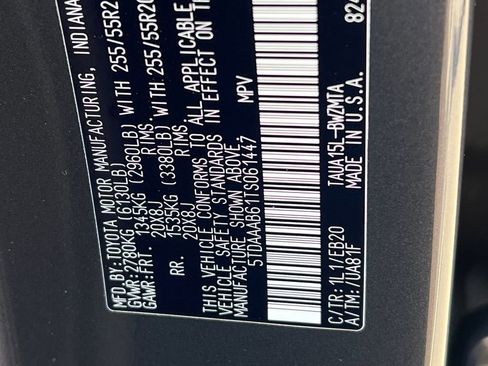 MFD.BY:TOYOTA MOTOR MANUFACTURING, INDIANA
GVWR:2780KG (6130LB)
GAWR:FRT. 1345KG (2960LB) WITH 255/55R2
20X8J RIMS.
RR. 1535KG (3380LB) WITH 255/55R20
20X8J RIMS.
THIS VEHICLE CONFORMS TO ALL APPLICABLE
VEHICLE SAFETY STANDARDS IN EFFECT ON THE
MANUFACTURE SHOWN ABOVE.
5TDAAAB61TS061447 MPV
C/TR: 1L1/EB20 TAUA15L-BWZMTA 824
A/TM: /UA81F MADE IN U.S.A.